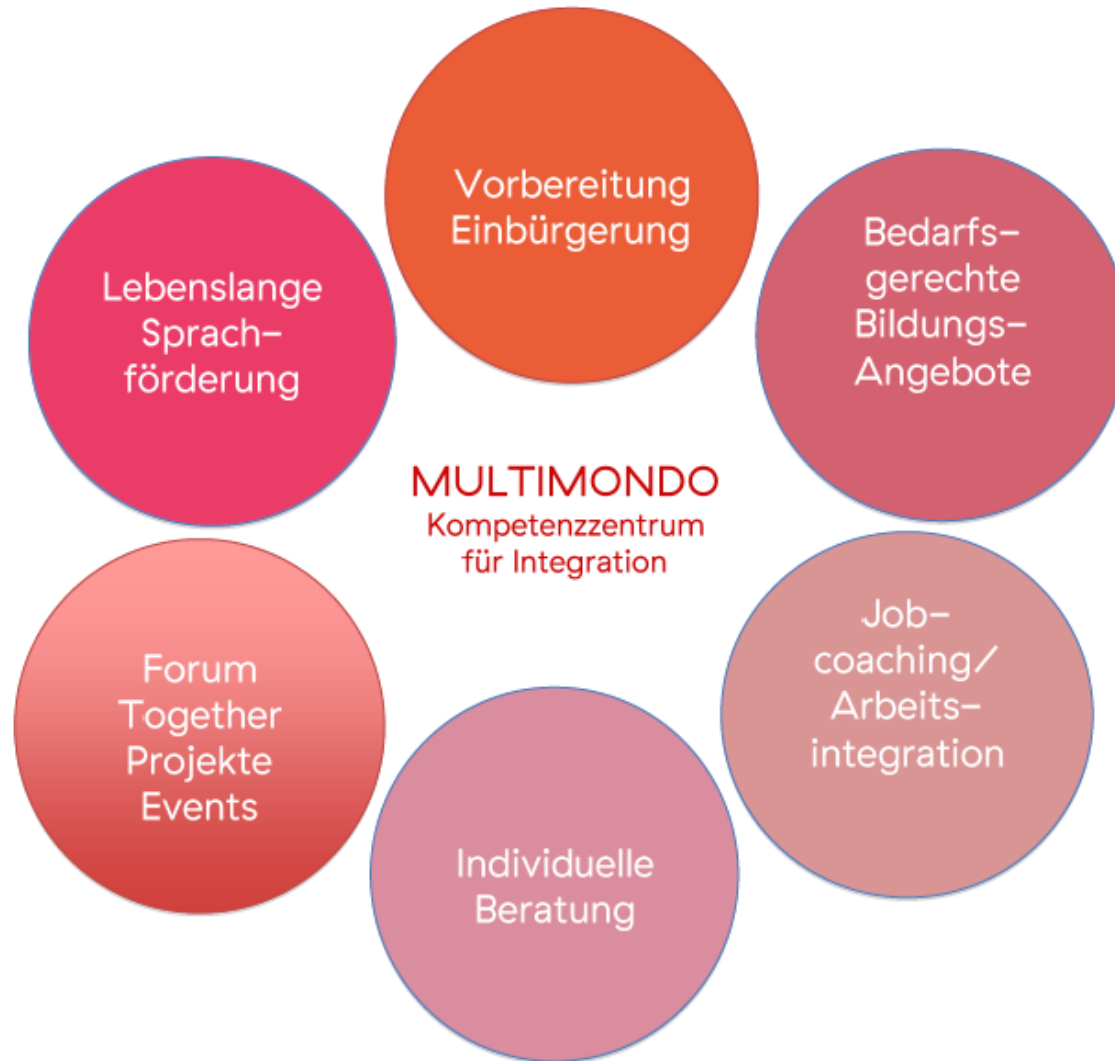 Vorbereitung
Einbürgerung
Bedarfs-
gerechte
Bildungs-
Angebote
Lebenslange
Sprach-
förderung
MULTIMONDO
Kompetenzzentrum
für Integration
Job-
coaching/
Arbeits-
integration
Forum
Together
Projekte
Events
Individuelle
Beratung